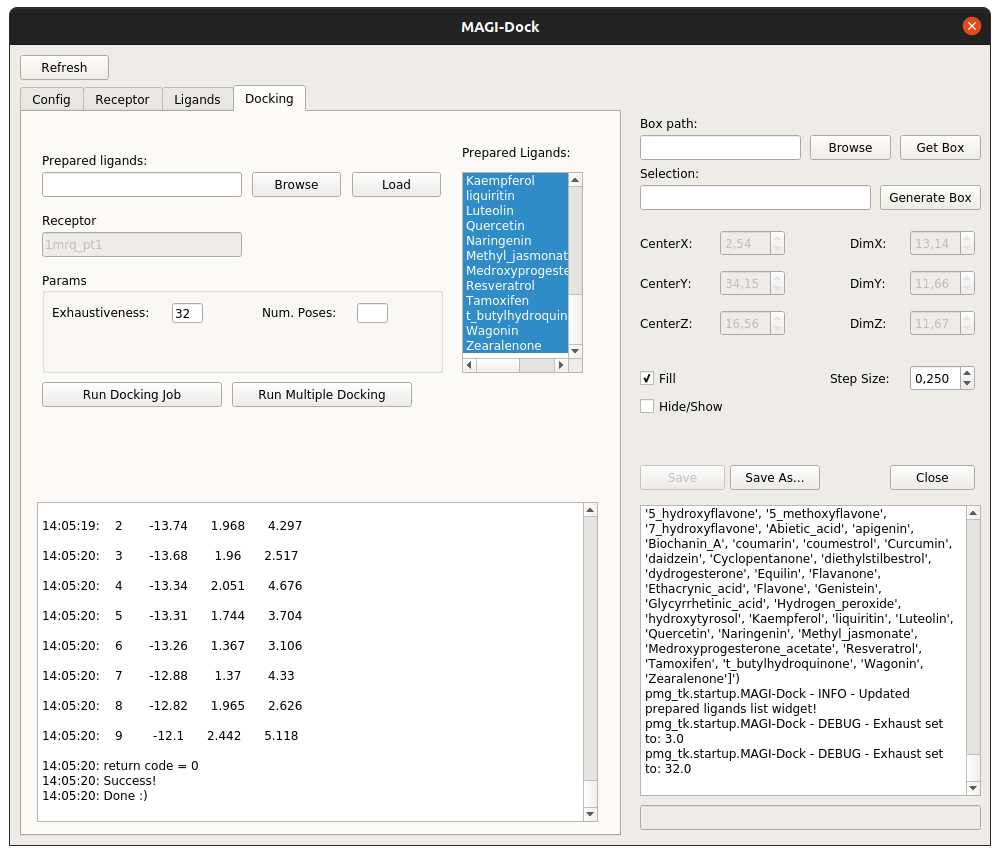 MAGI-Dock
Refresh
Config
Receptor
Ligands
Docking
Prepared ligands:
Browse
Load
Receptor
1mrq_pt1
Params
Exhaustiveness:
32
Num. Poses:
Run Docking Job
Run Multiple Docking
Prepared Ligands:
Kaempferol
liquiritin
Luteolin
Quercetin
Naringenin
Methyl_jasmonat
Medroxyprogeste
Resveratrol
Tamoxifen
t_butylhydroquin
Wagonin
Zearalenone
14:05:19: 2 -13.74 1.968 4.297
14:05:20: 3 -13.68 1.96 2.517
14:05:20: 4 -13.34 2.051 4.676
14:05:20: 5 -13.31 1.744 3.704
14:05:20: 6 -13.26 1.367 3.106
14:05:20: 7 -12.88 1.37 4.33
14:05:20: 8 -12.82 1.965 2.626
14:05:20: 9 -12.1 2.442 5.118
14:05:20: return code = 0
14:05:20: Success!
14:05:20: Done :)
Box path:
Browse
Get Box
Selection:
Generate Box
CenterX: 2,54 DimX: 13,14
CenterY: 34,15 DimY: 11,66
CenterZ: 16,56 DimZ: 11,67
Fill
Step Size: 0,250
Hide/Show
Save
Save As...
Close
'5_hydroxyflavone', '5_methoxyflavone',
'7_hydroxyflavone', 'Abietic_acid', 'apigenin',
'Biochanin_A', 'coumarin', 'coumestrol', 'Curcumin',
'daidzein', 'Cyclopentanone', 'diethylstilbestrol',
'dydrogesterone', 'Equilin', 'Flavanone',
'Ethacrynic_acid', 'Flavone', 'Genistein',
'Glycyrrhetinic_acid', 'Hydrogen_peroxide',
'hydroxytyrosol', 'Kaempferol', 'liquiritin', 'Luteolin',
'Quercetin', 'Naringenin', 'Methyl_jasmonate',
'Medroxyprogesterone_acetate', 'Resveratrol',
'Tamoxifen', 't_butylhydroquinone', 'Wagonin',
'Zearalenone']')
pmg_tk.startup.MAGI-Dock - INFO - Updated
prepared ligands list widget!
pmg_tk.startup.MAGI-Dock - DEBUG - Exhaust set
to: 3.0
pmg_tk.startup.MAGI-Dock - DEBUG - Exhaust set
to: 32.0